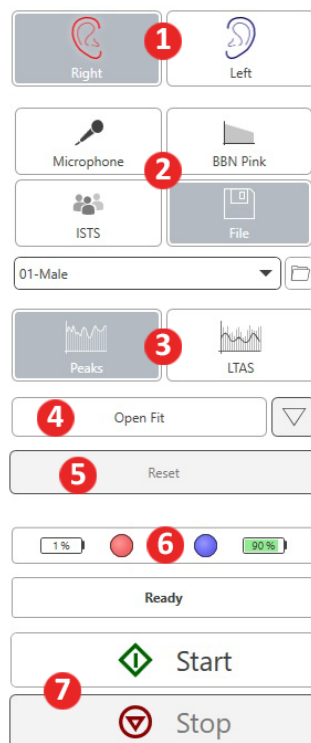 1
Right
Left
Microphone
2
BBN Pink
ISTS
File
01-Male
3
Peaks
LTAS
4
Open Fit
5
Reset
1 %
6
90 %
Ready
Start
7
Stop